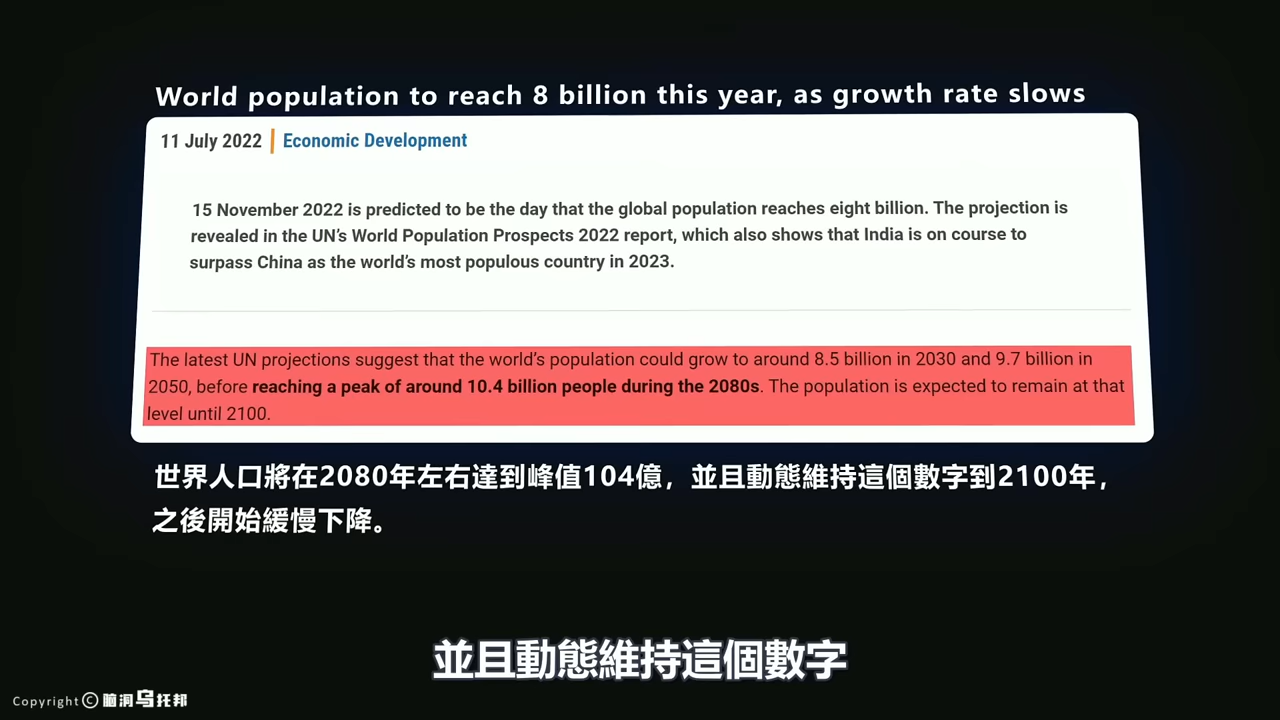 World population to reach 8 billion this year, as growth rate slows
11 July 2022 | Economic Development
15 November 2022 is predicted to be the day that the global population reaches eight billion. The projection is
revealed in the UN’s World Population Prospects 2022 report, which also shows that India is on course to
surpass China as the world’s most populous country in 2023.
The latest UN projections suggest that the world’s population could grow to around 8.5 billion in 2030 and 9.7 billion in
2050, before reaching a peak of around 10.4 billion people during the 2080s. The population is expected to remain at that
level until 2100.
世界人口將在2080年左右達到峰值104億，並且動態維持這個數字到2100年，
之後開始緩慢下降。
並且動態維持這個數字
Copyright © 脑洞乌托邦